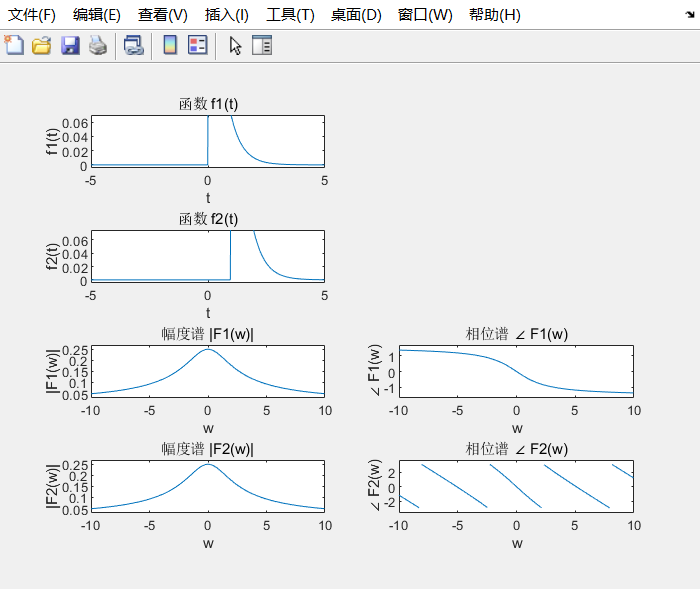 文件(F) 编辑(E) 查看(V) 插入(I) 工具(T) 桌面(D) 窗口(W) 帮助(H)
函数 f1(t)
f1(t)
0.06
0.04
0.02
0
-5 0 5
t
函数 f2(t)
f2(t)
0.06
0.04
0.02
0
-5 0 5
t
幅度谱 |F1(w)|
|F1(w)|
0.25
0.2
0.15
0.1
0.05
-10 -5 0 5 10
w
相位谱 ∠ F1(w)
∠ F1(w)
1
0
-1
-10 -5 0 5 10
w
幅度谱 |F2(w)|
|F2(w)|
0.25
0.2
0.15
0.1
0.05
-10 -5 0 5 10
w
相位谱 ∠ F2(w)
∠ F2(w)
2
0
-2
-10 -5 0 5 10
w